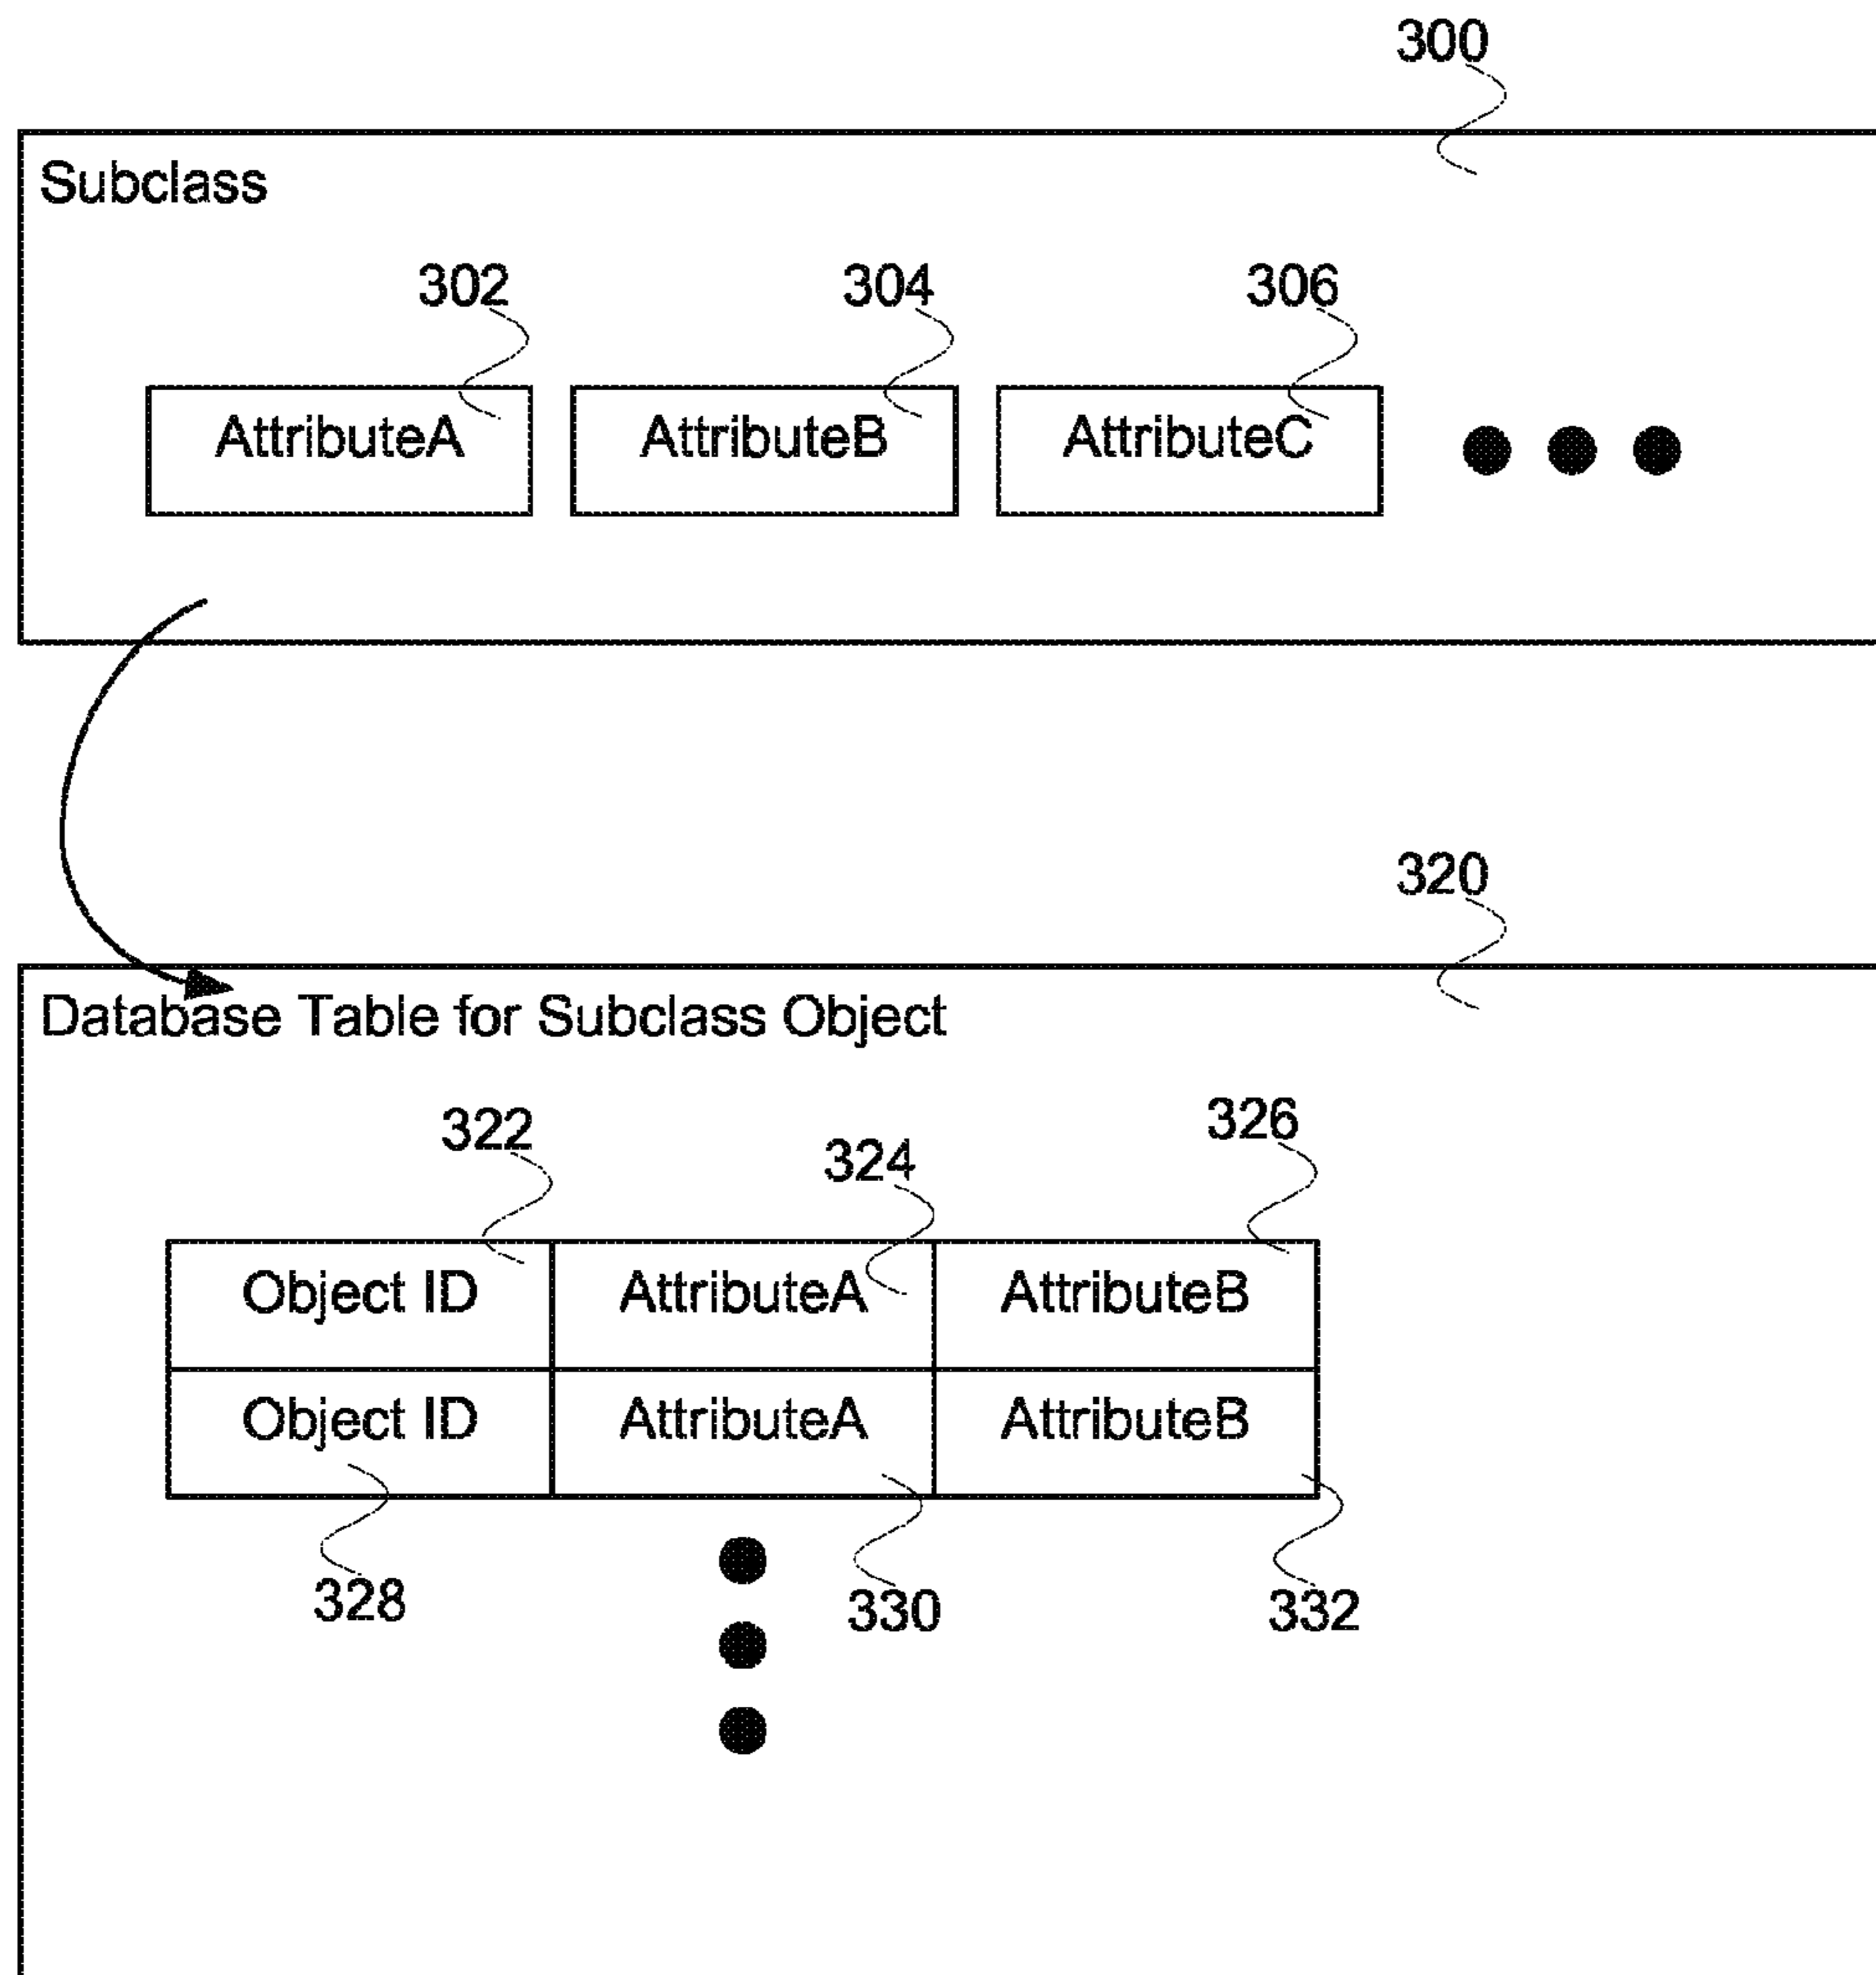 300
Subclass
302 304 306
AttributeA AttributeB AttributeC
320
Database Table for Subclass Object
322 324 326
Object ID AttributeA AttributeB
Object ID AttributeA AttributeB
328 330 332